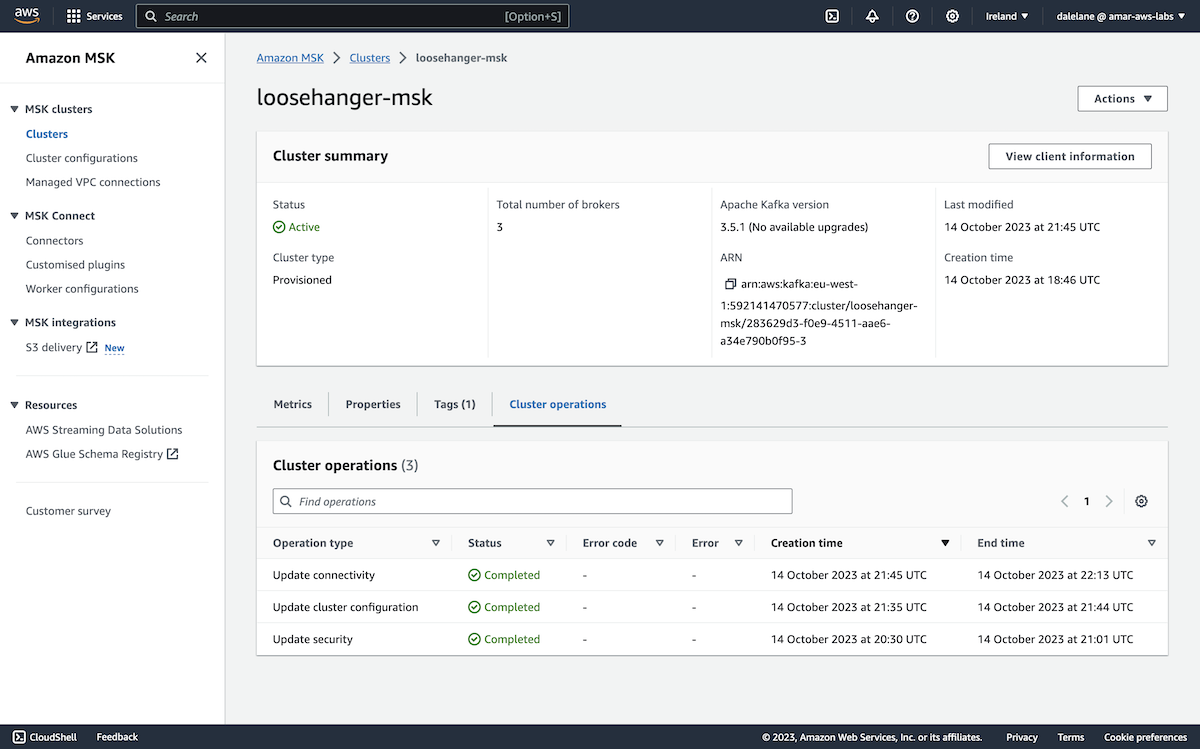 aws Services Search [Option+S] Ireland ▼ dalelane @ amar-aws-labs ▼
Amazon MSK
MSK clusters
Clusters
Cluster configurations
Managed VPC connections
MSK Connect
Connectors
Customised plugins
Worker configurations
MSK integrations
S3 delivery New
Resources
AWS Streaming Data Solutions
AWS Glue Schema Registry
Customer survey
Amazon MSK > Clusters > loosehanger-msk
loosehanger-msk
Actions ▼
Cluster summary
View client information
Status
Active
Cluster type
Provisioned
Total number of brokers
3
Apache Kafka version
3.5.1 (No available upgrades)
ARN
arn:aws:kafka:eu-west-
1:592141470577:cluster/loosehanger-
msk/283629d3-f0e9-4511-aae6-
a34e790b0f95-3
Last modified
14 October 2023 at 21:45 UTC
Creation time
14 October 2023 at 18:46 UTC
Metrics Properties Tags (1) Cluster operations
Cluster operations (3)
Find operations
1
Operation type Status Error code Error Creation time End time
Update connectivity Completed - - 14 October 2023 at 21:45 UTC 14 October 2023 at 22:13 UTC
Update cluster configuration Completed - - 14 October 2023 at 21:35 UTC 14 October 2023 at 21:44 UTC
Update security Completed - - 14 October 2023 at 20:30 UTC 14 October 2023 at 21:01 UTC
CloudShell Feedback © 2023, Amazon Web Services, Inc. or its affiliates. Privacy Terms Cookie preferences